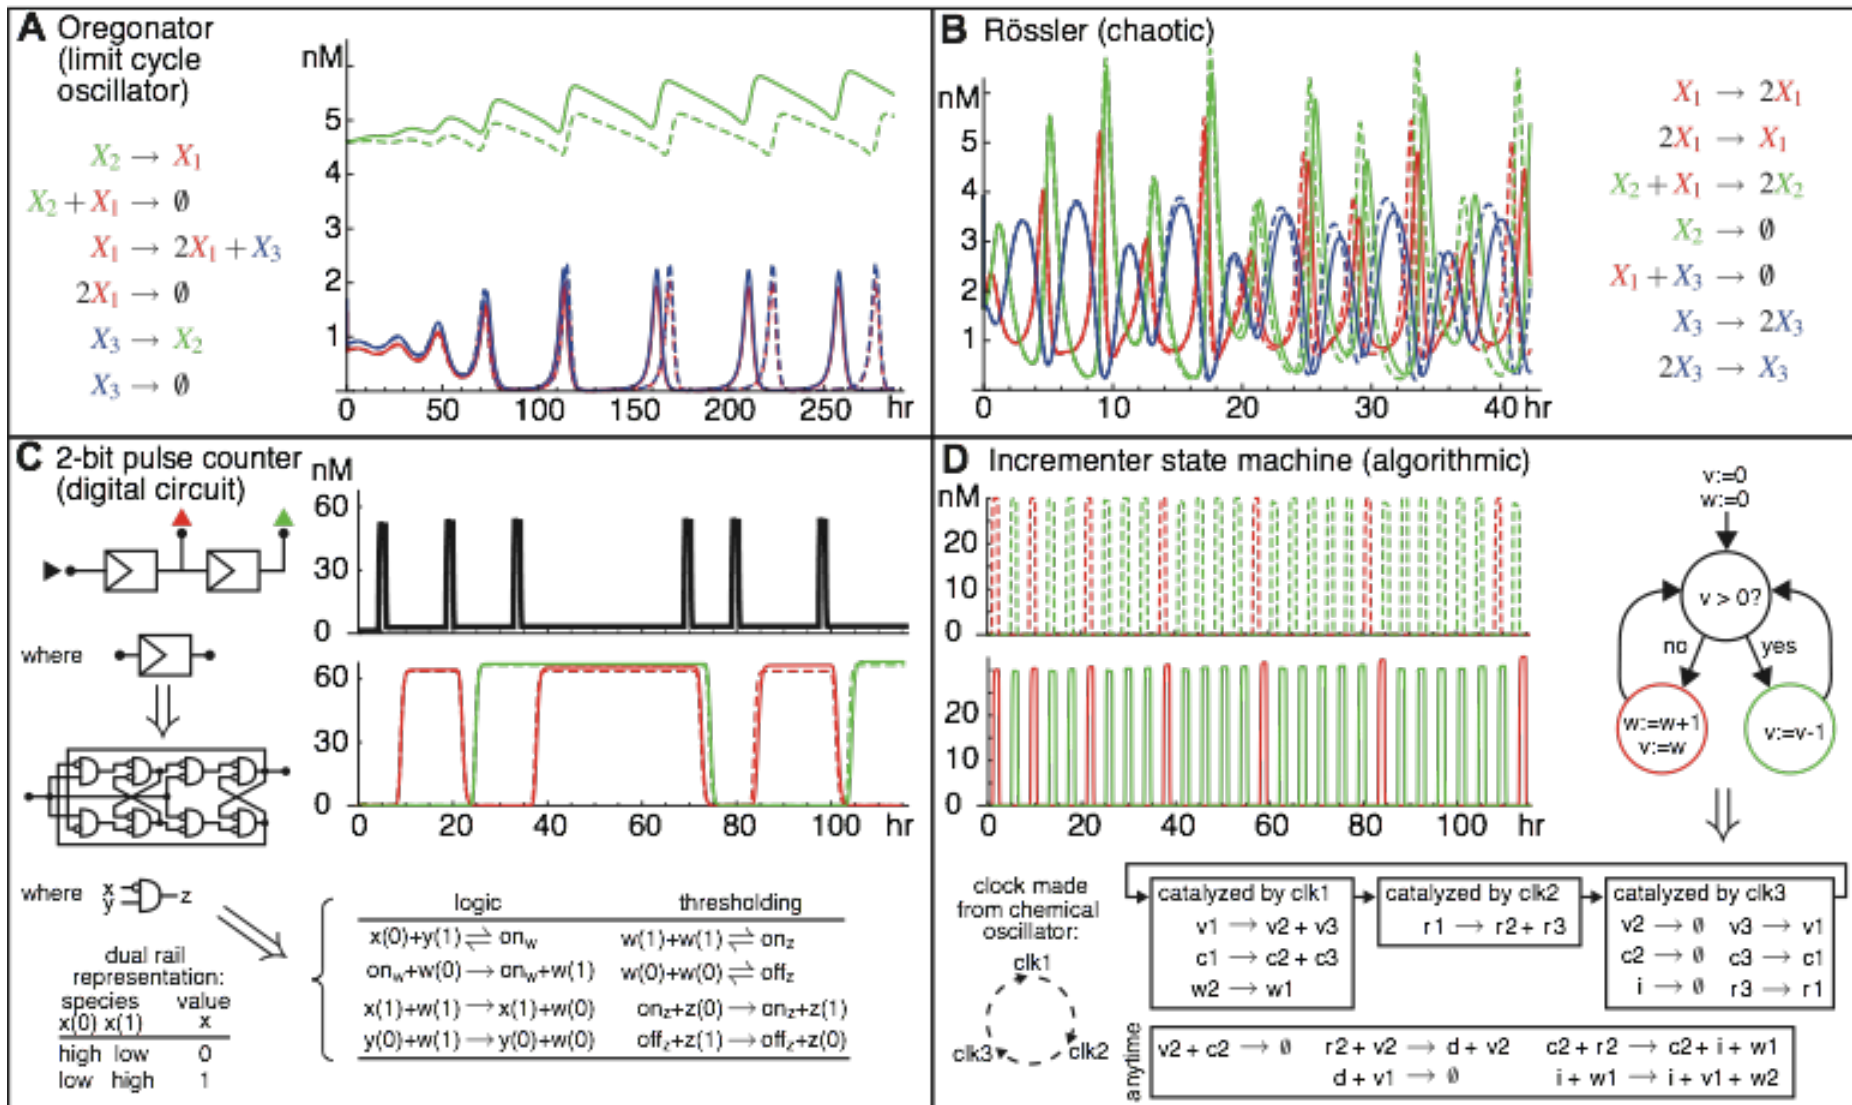 A Oregonator
(limit cycle
oscillator)
X₂ → X₁
X₂ + X₁ → ∅
X₁ → 2X₁ + X₃
2X₁ → ∅
X₃ → X₂
X₃ → ∅
nM
5
4
3
2
1
0 50 100 150 200 250 hr
B Rössler (chaotic)
nM
5
4
3
2
1
0 10 20 30 40 hr
X₁ → 2X₁
2X₁ → X₁
X₂ + X₁ → 2X₂
X₂ → ∅
X₁ + X₃ → ∅
X₃ → 2X₃
2X₃ → X₃
C 2-bit pulse counter
(digital circuit)
nM
60
30
0
60
30
0
0 20 40 60 80 100 hr
where
where x y z
dual rail
representation:
species value
x(0) x(1) x
high low 0
low high 1
logic thresholding
x(0)+y(1) ⇌ on_w w(1)+w(1) ⇌ on_z
on_w+w(0) → on_w+w(1) w(0)+w(0) ⇌ off_z
x(1)+w(1) → x(1)+w(0) on_z+z(0) → on_z+z(1)
y(0)+w(1) → y(0)+w(0) off_z+z(1) → off_z+z(0)
D Incrementer state machine (algorithmic)
nM
20
10
0
20
10
0
0 20 40 60 80 100 hr
v:=0
w:=0
v > 0?
no yes
w:=w+1
v:=w
v:=v-1
clock made
from chemical
oscillator:
clk1
clk3 clk2
catalyzed by clk1
v1 → v2 + v3
c1 → c2 + c3
w2 → w1
catalyzed by clk2
r1 → r2 + r3
catalyzed by clk3
v2 → ∅ v3 → v1
c2 → ∅ c3 → c1
i → ∅ r3 → r1
anytime
v2 + c2 → ∅ r2 + v2 → d + v2 c2 + r2 → c2 + i + w1
d + v1 → ∅ i + w1 → i + v1 + w2